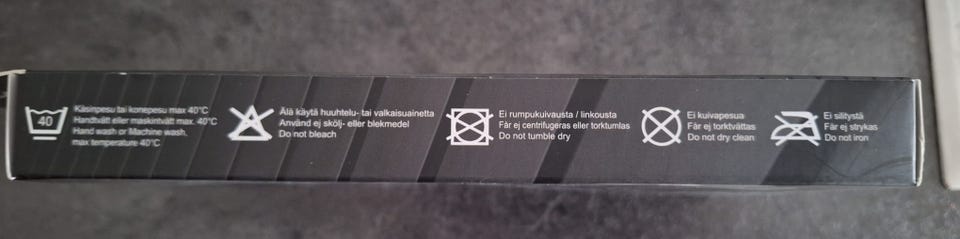 40
Käsinpesu tai konepesu max 40°C
Handtvätt eller maskintvätt max. 40°C
Hand wash or Machine wash,
max temperature 40°C
Älä käytä huuhtelu- tai valkaisuainetta
Använd ej skölj- eller blekmedel
Do not bleach
Ei rumpukuivausta / linkousta
Får ej centrifugeras eller torktumlas
Do not tumble dry
Ei kuivapesua
Får ej torktvättas
Do not dry clean
Ei silitystä
Får ej strykas
Do not iron